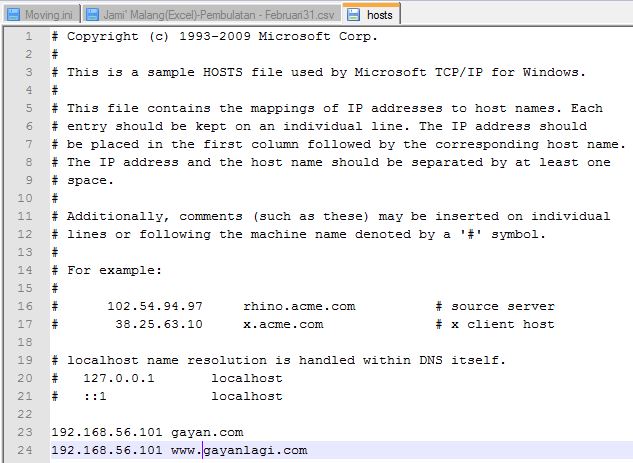 Moving.ini Jami' Malang(Excel)-Pembulatan - Februari31.csv hosts
1 # Copyright (c) 1993-2009 Microsoft Corp.
2 #
3 # This is a sample HOSTS file used by Microsoft TCP/IP for Windows.
4 #
5 # This file contains the mappings of IP addresses to host names. Each
6 # entry should be kept on an individual line. The IP address should
7 # be placed in the first column followed by the corresponding host name.
8 # The IP address and the host name should be separated by at least one
9 # space.
10 #
11 # Additionally, comments (such as these) may be inserted on individual
12 # lines or following the machine name denoted by a '#' symbol.
13 #
14 # For example:
15 #
16 # 102.54.94.97 rhino.acme.com # source server
17 # 38.25.63.10 x.acme.com # x client host
18
19 # localhost name resolution is handled within DNS itself.
20 # 127.0.0.1 localhost
21 # ::1 localhost
22
23 192.168.56.101 gayan.com
24 192.168.56.101 www.gayanlagi.com